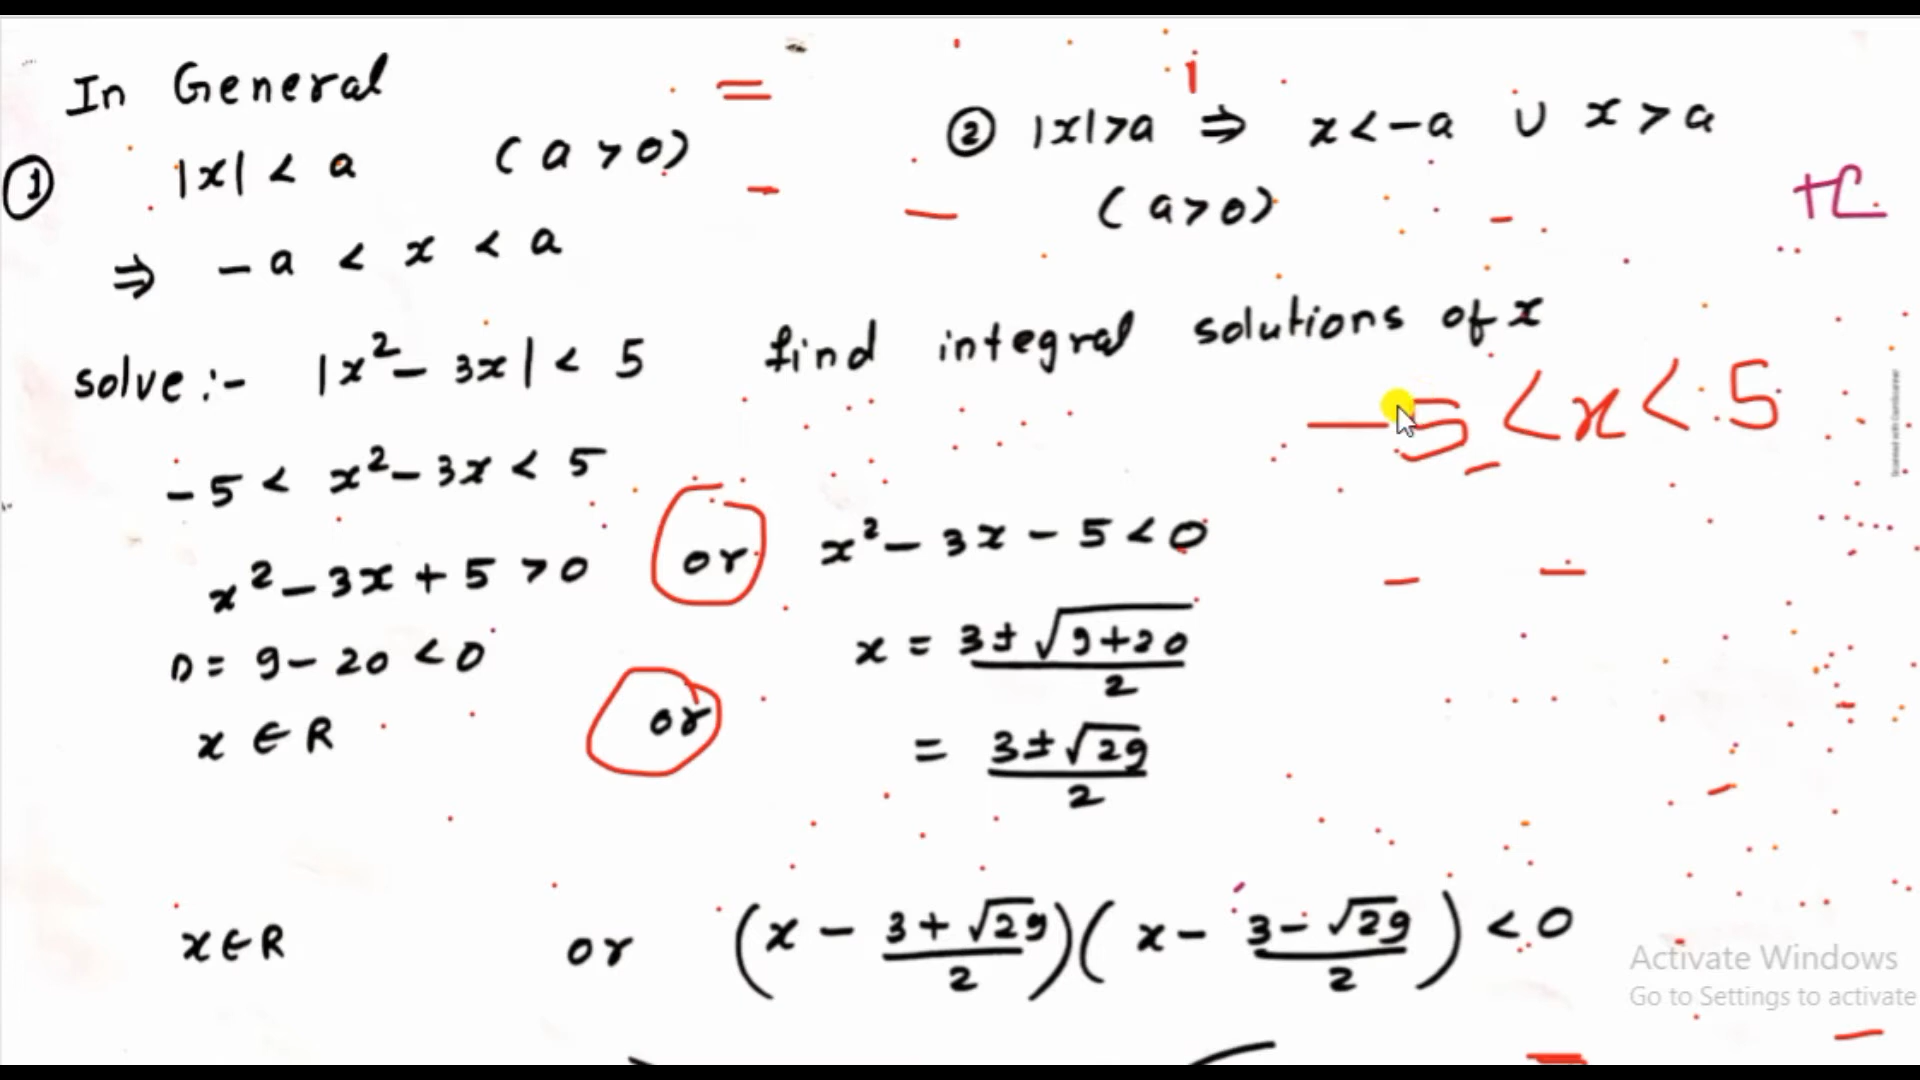 In General
① |x| < a (a > 0)
⇒ -a < x < a
② |x| > a ⇒ x < -a ∪ x > a
(a > 0)
+C
solve :- |x² - 3x| < 5 find integral solutions of x
-5 < x < 5
-5 < x² - 3x < 5
x² - 3x + 5 > 0 or x² - 3x - 5 < 0
D = 9 - 20 < 0 x = 3 ± √9+20 / 2
x ∈ R or = 3 ± √29 / 2
x ∈ R or (x - 3 + √29 / 2)(x - 3 - √29 / 2) < 0
Activate Windows
Go to Settings to activate